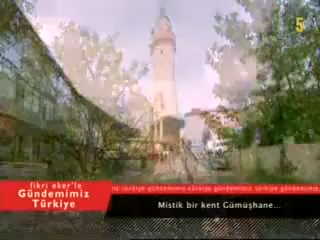 5
fikri eker'le
Gündemimiz
Türkiye
türkiye gündemimiz türkiye gündemimiz türkiye gündemimiz
Mistik bir kent Gümüşhane...